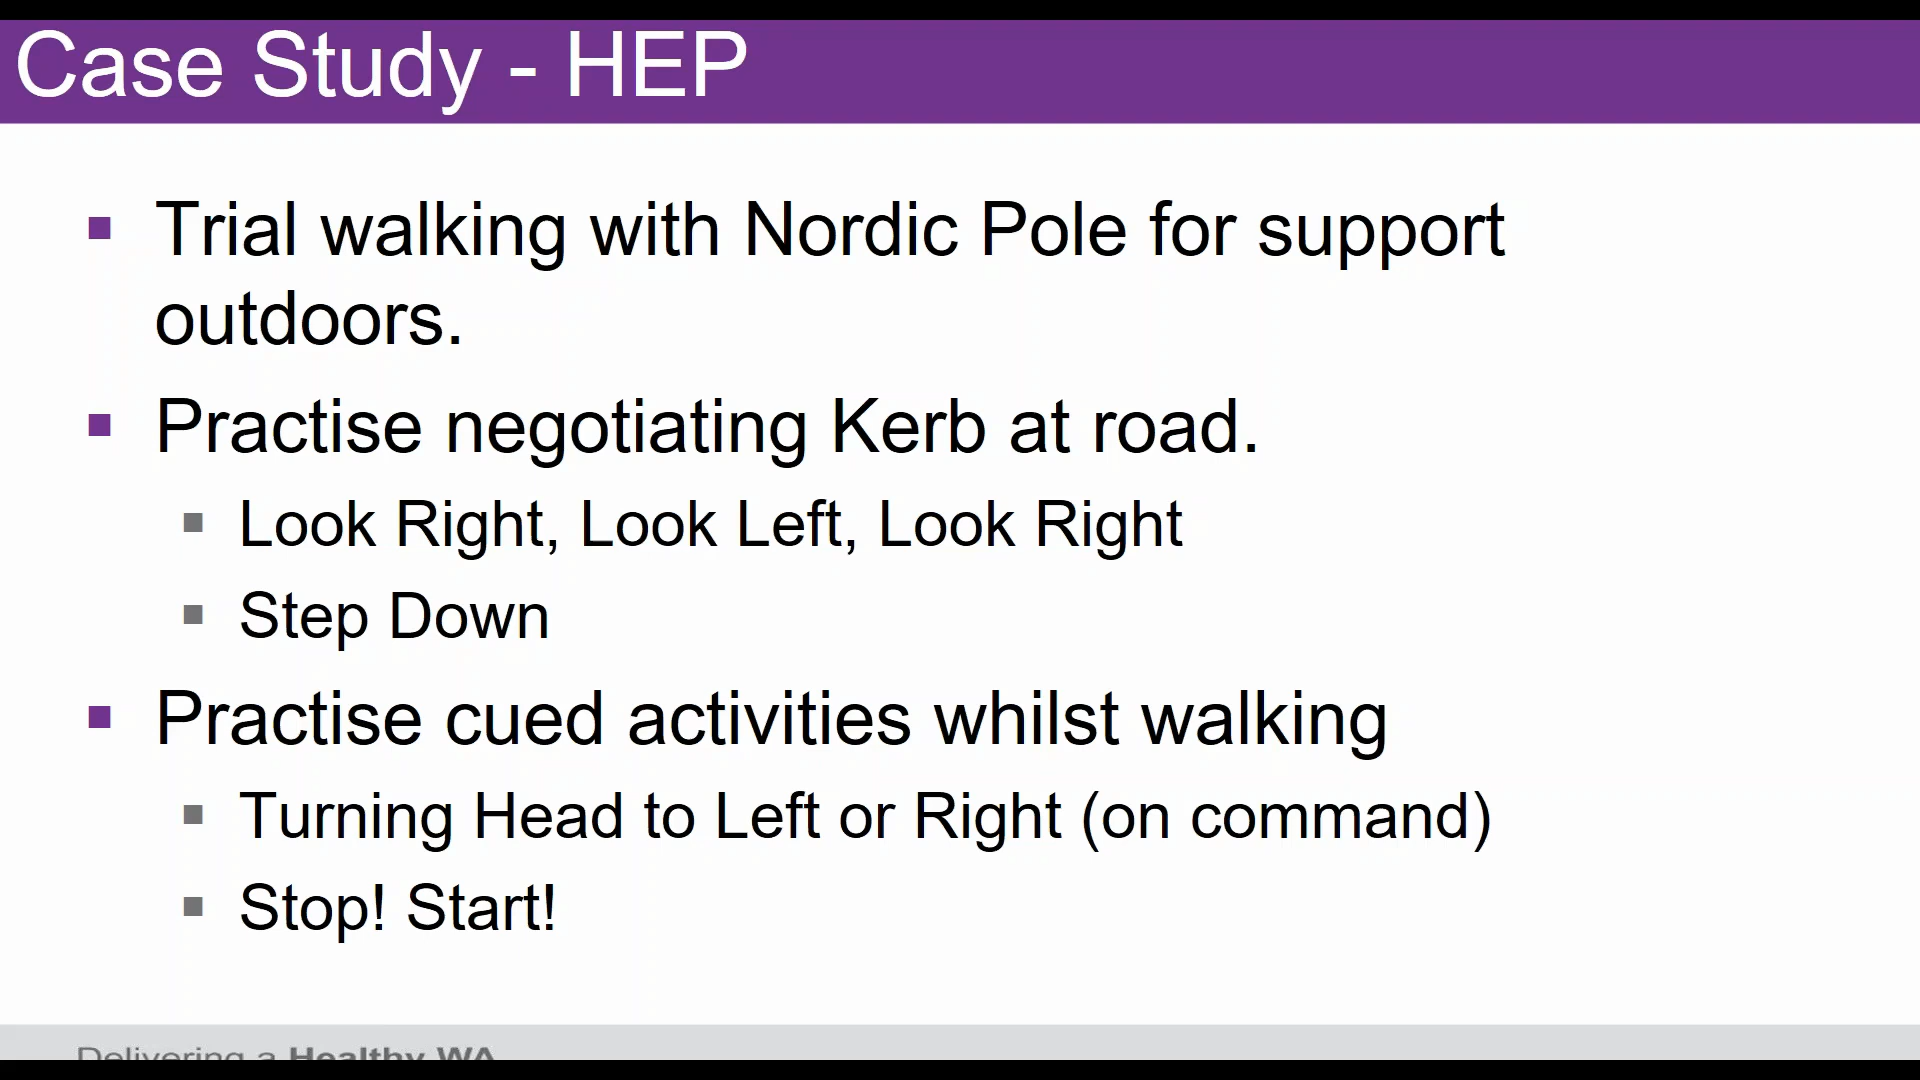 Case Study - HEP
Trial walking with Nordic Pole for support
outdoors.
Practise negotiating Kerb at road.
Look Right, Look Left, Look Right
Step Down
Practise cued activities whilst walking
Turning Head to Left or Right (on command)
Stop! Start!
Delivering a Healthy WA